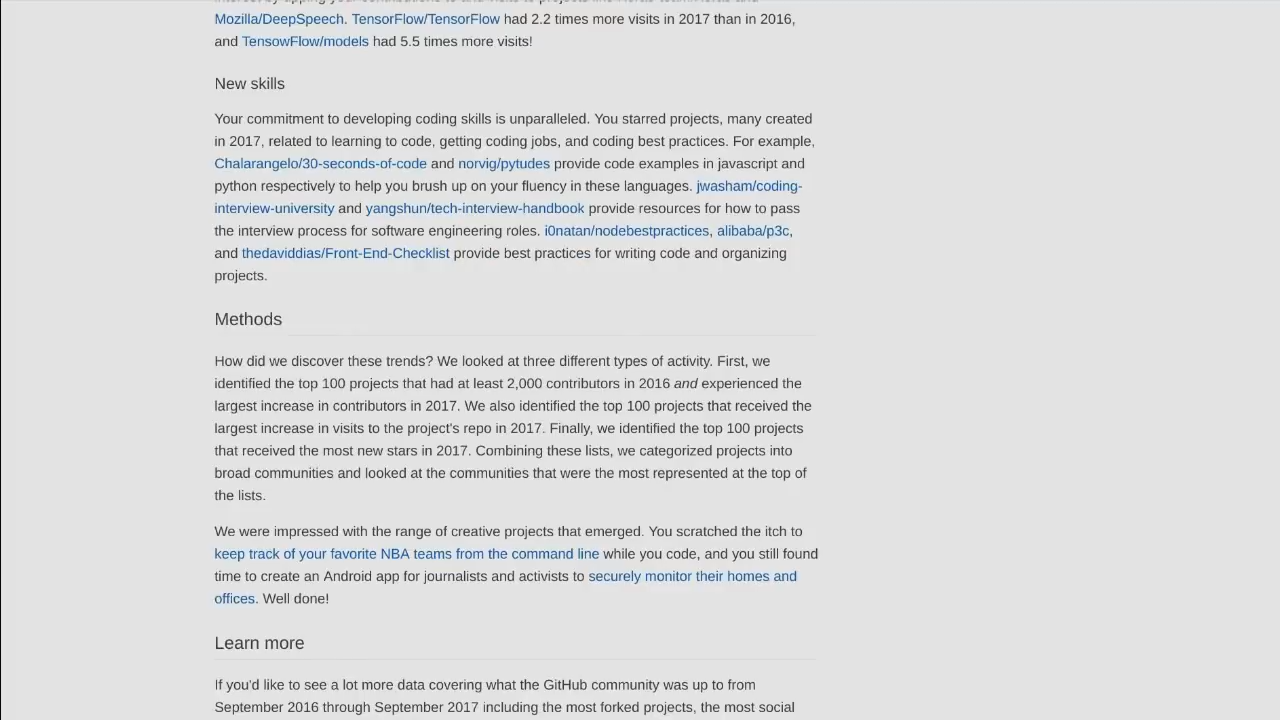 Mozilla/DeepSpeech. TensorFlow/TensorFlow had 2.2 times more visits in 2017 than in 2016,
and TensowFlow/models had 5.5 times more visits!
New skills
Your commitment to developing coding skills is unparalleled. You starred projects, many created
in 2017, related to learning to code, getting coding jobs, and coding best practices. For example,
Chalarangelo/30-seconds-of-code and norvig/pytudes provide code examples in javascript and
python respectively to help you brush up on your fluency in these languages. jwasham/coding-
interview-university and yangshun/tech-interview-handbook provide resources for how to pass
the interview process for software engineering roles. i0natan/nodebestpractices, alibaba/p3c,
and thedaviddias/Front-End-Checklist provide best practices for writing code and organizing
projects.
Methods
How did we discover these trends? We looked at three different types of activity. First, we
identified the top 100 projects that had at least 2,000 contributors in 2016 and experienced the
largest increase in contributors in 2017. We also identified the top 100 projects that received the
largest increase in visits to the project's repo in 2017. Finally, we identified the top 100 projects
that received the most new stars in 2017. Combining these lists, we categorized projects into
broad communities and looked at the communities that were the most represented at the top of
the lists.
We were impressed with the range of creative projects that emerged. You scratched the itch to
keep track of your favorite NBA teams from the command line while you code, and you still found
time to create an Android app for journalists and activists to securely monitor their homes and
offices. Well done!
Learn more
If you'd like to see a lot more data covering what the GitHub community was up to from
September 2016 through September 2017 including the most forked projects, the most social